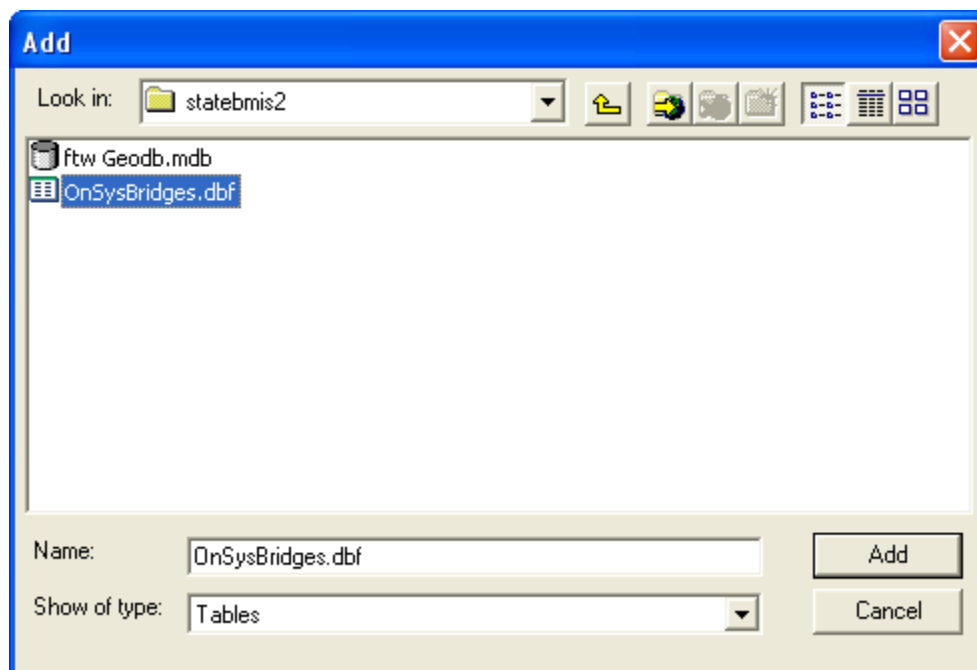 Add
Look in: statebmis2
ftw Geodb.mdb
OnSysBridges.dbf
Name: OnSysBridges.dbf Add
Show of type: Tables Cancel